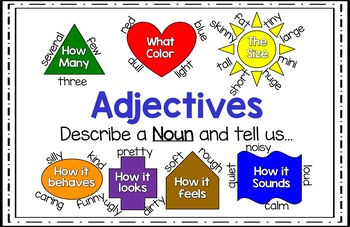 several
few
How
Many
three
red
blue
What
Color
dull
light
skinny
fat
tiny
large
The
Size
tall
mini
short
huge
Adjectives
Describe a Noun and tell us...
silly
kind
How it
behaves
caring
funny
pretty
How it
looks
ugly
dirty
soft
rough
How it
feels
noisy
quiet
How it
Sounds
loud
calm